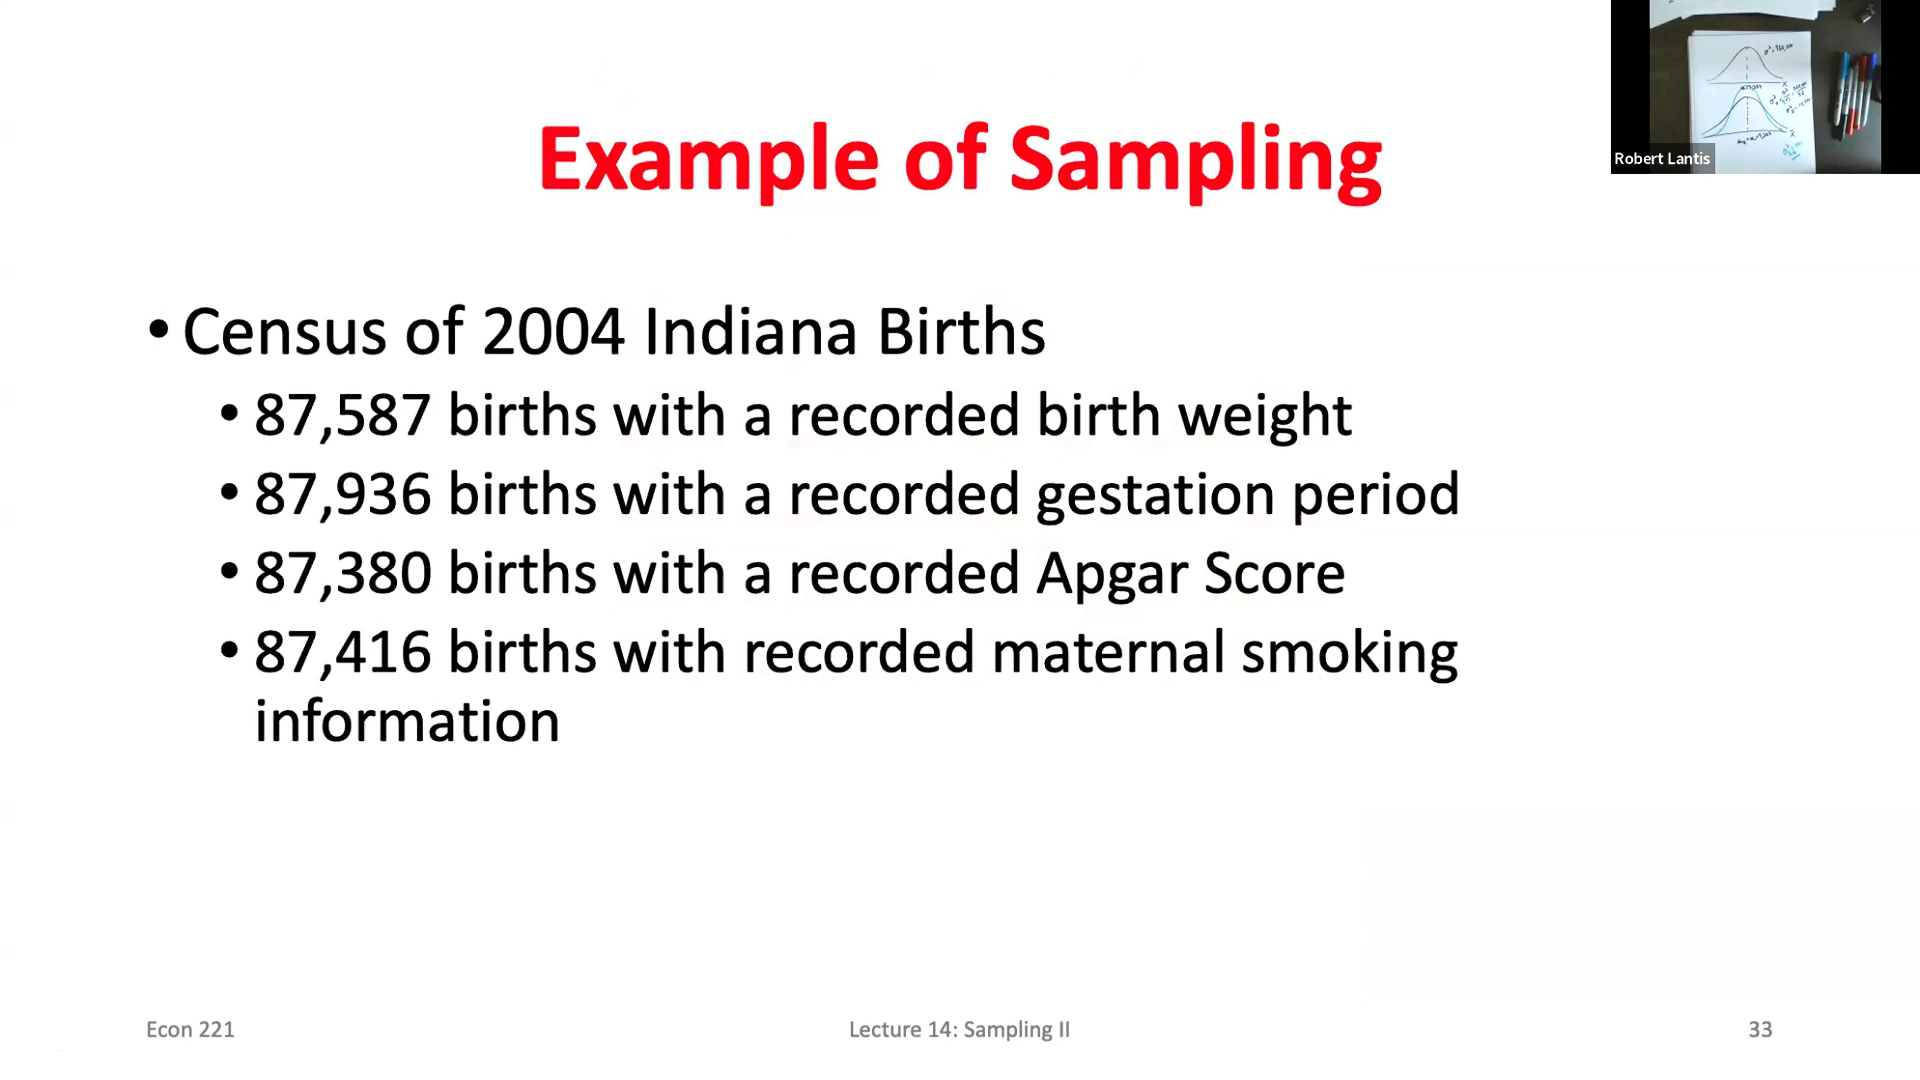 Example of Sampling
Robert Lantis
• Census of 2004 Indiana Births
• 87,587 births with a recorded birth weight
• 87,936 births with a recorded gestation period
• 87,380 births with a recorded Apgar Score
• 87,416 births with recorded maternal smoking
information
Econ 221
Lecture 14: Sampling II
33